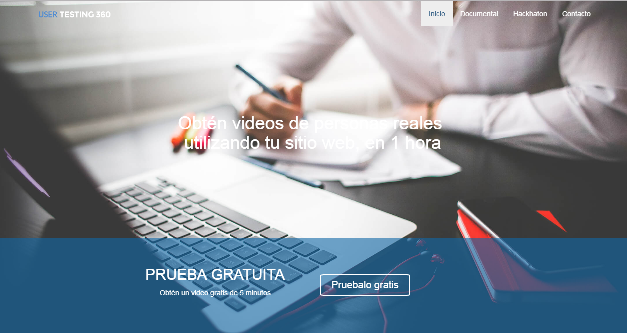 USER TESTING 360
Inicio
Documental
Hackhaton
Contacto
Obtén videos de personas reales
utilizando tu sitio web, en 1 hora
PRUEBA GRATUITA
Obtén un video gratis de 5 minutos
Pruebalo gratis